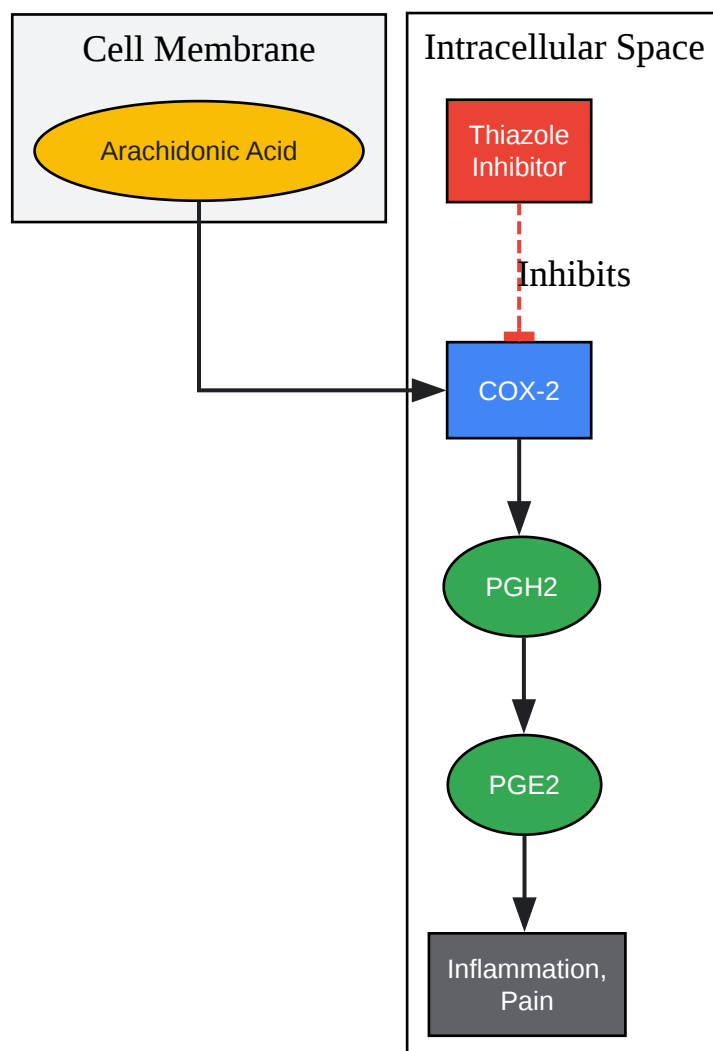 Cell Membrane
Arachidonic Acid
Intracellular Space
Thiazole
Inhibitor
Inhibits
COX-2
PGH2
PGE2
Inflammation,
Pain